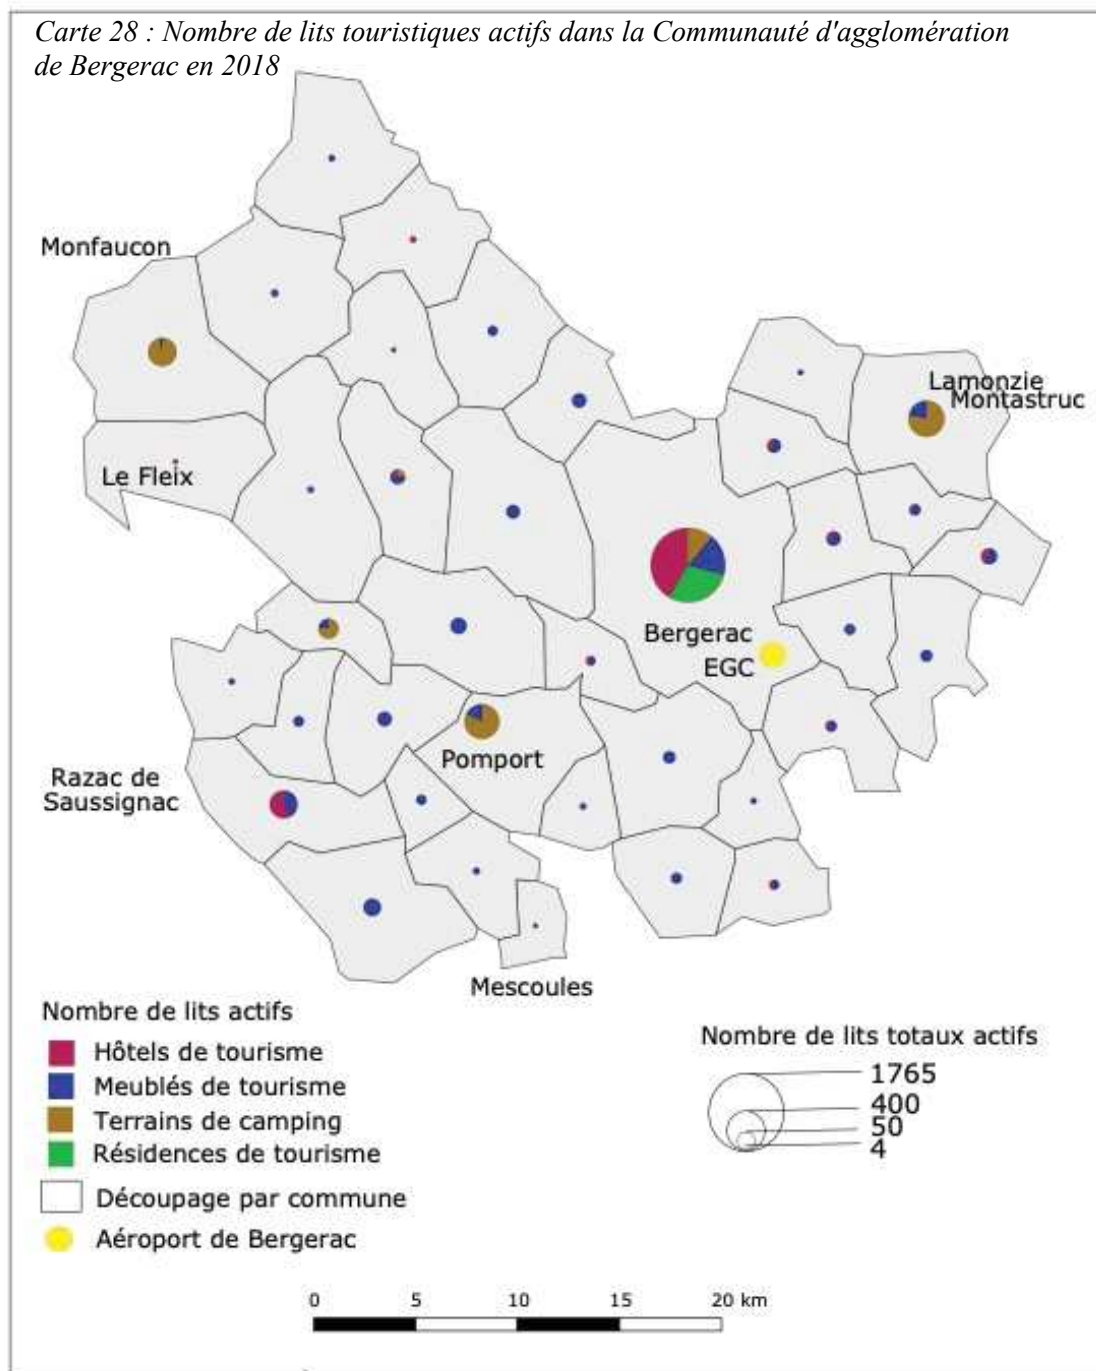 Carte 28 : Nombre de lits touristiques actifs dans la Communauté d'agglomération
de Bergerac en 2018
Monfaucon
Lamonzie
Montastruc
Le Fleix
Bergerac
EGC
Pomport
Razac de
Saussignac
Mescoules
Nombre de lits actifs
Hôtels de tourisme
Meublés de tourisme
Terrains de camping
Résidences de tourisme
Découpage par commune
Aéroport de Bergerac
Nombre de lits totaux actifs
1765
400
50
4
0 5 10 15 20 km